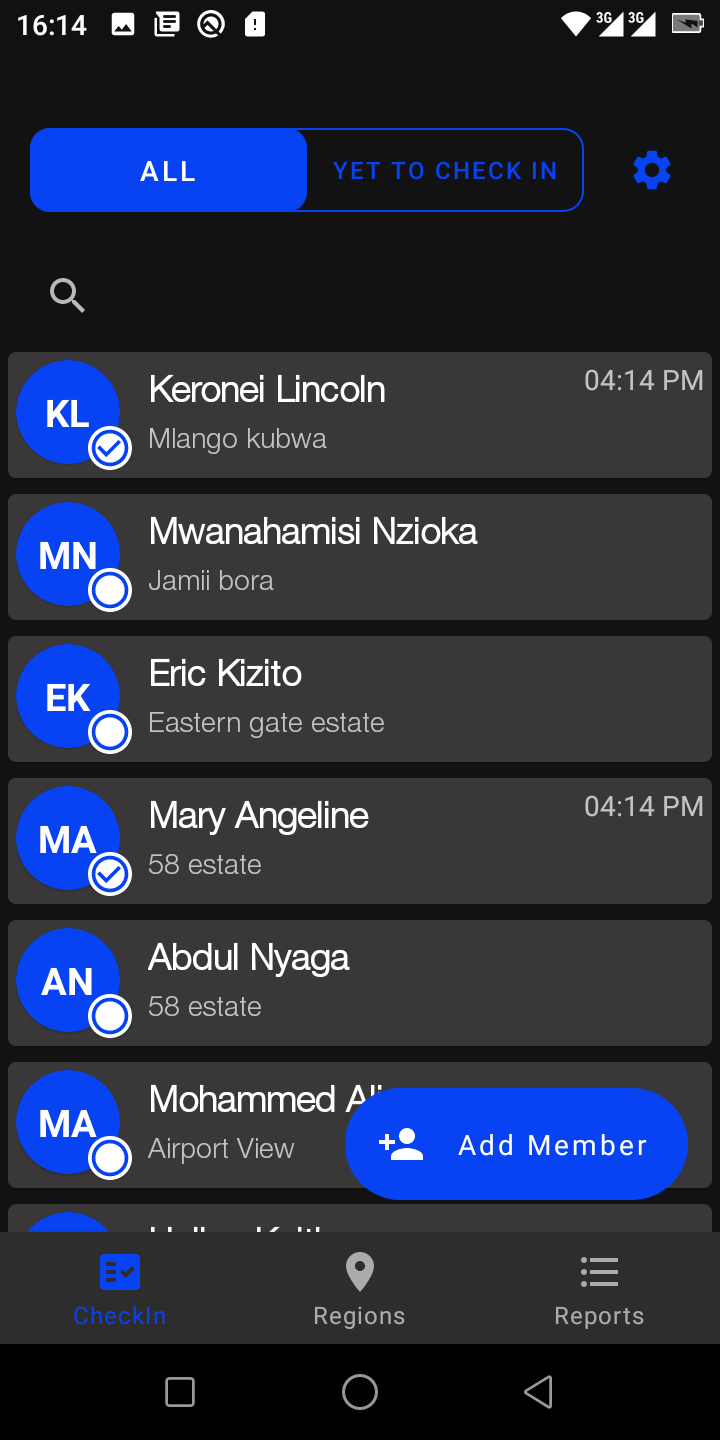 16:14
3G 3G
ALL
YET TO CHECK IN
KL
Keronei Lincoln
04:14 PM
Mlango kubwa
MN
Mwanahamisi Nzioka
Jamii bora
EK
Eric Kizito
Eastern gate estate
MA
Mary Angeline
04:14 PM
58 estate
AN
Abdul Nyaga
58 estate
MA
Mohammed Ali
Airport View
Add Member
CheckIn
Regions
Reports